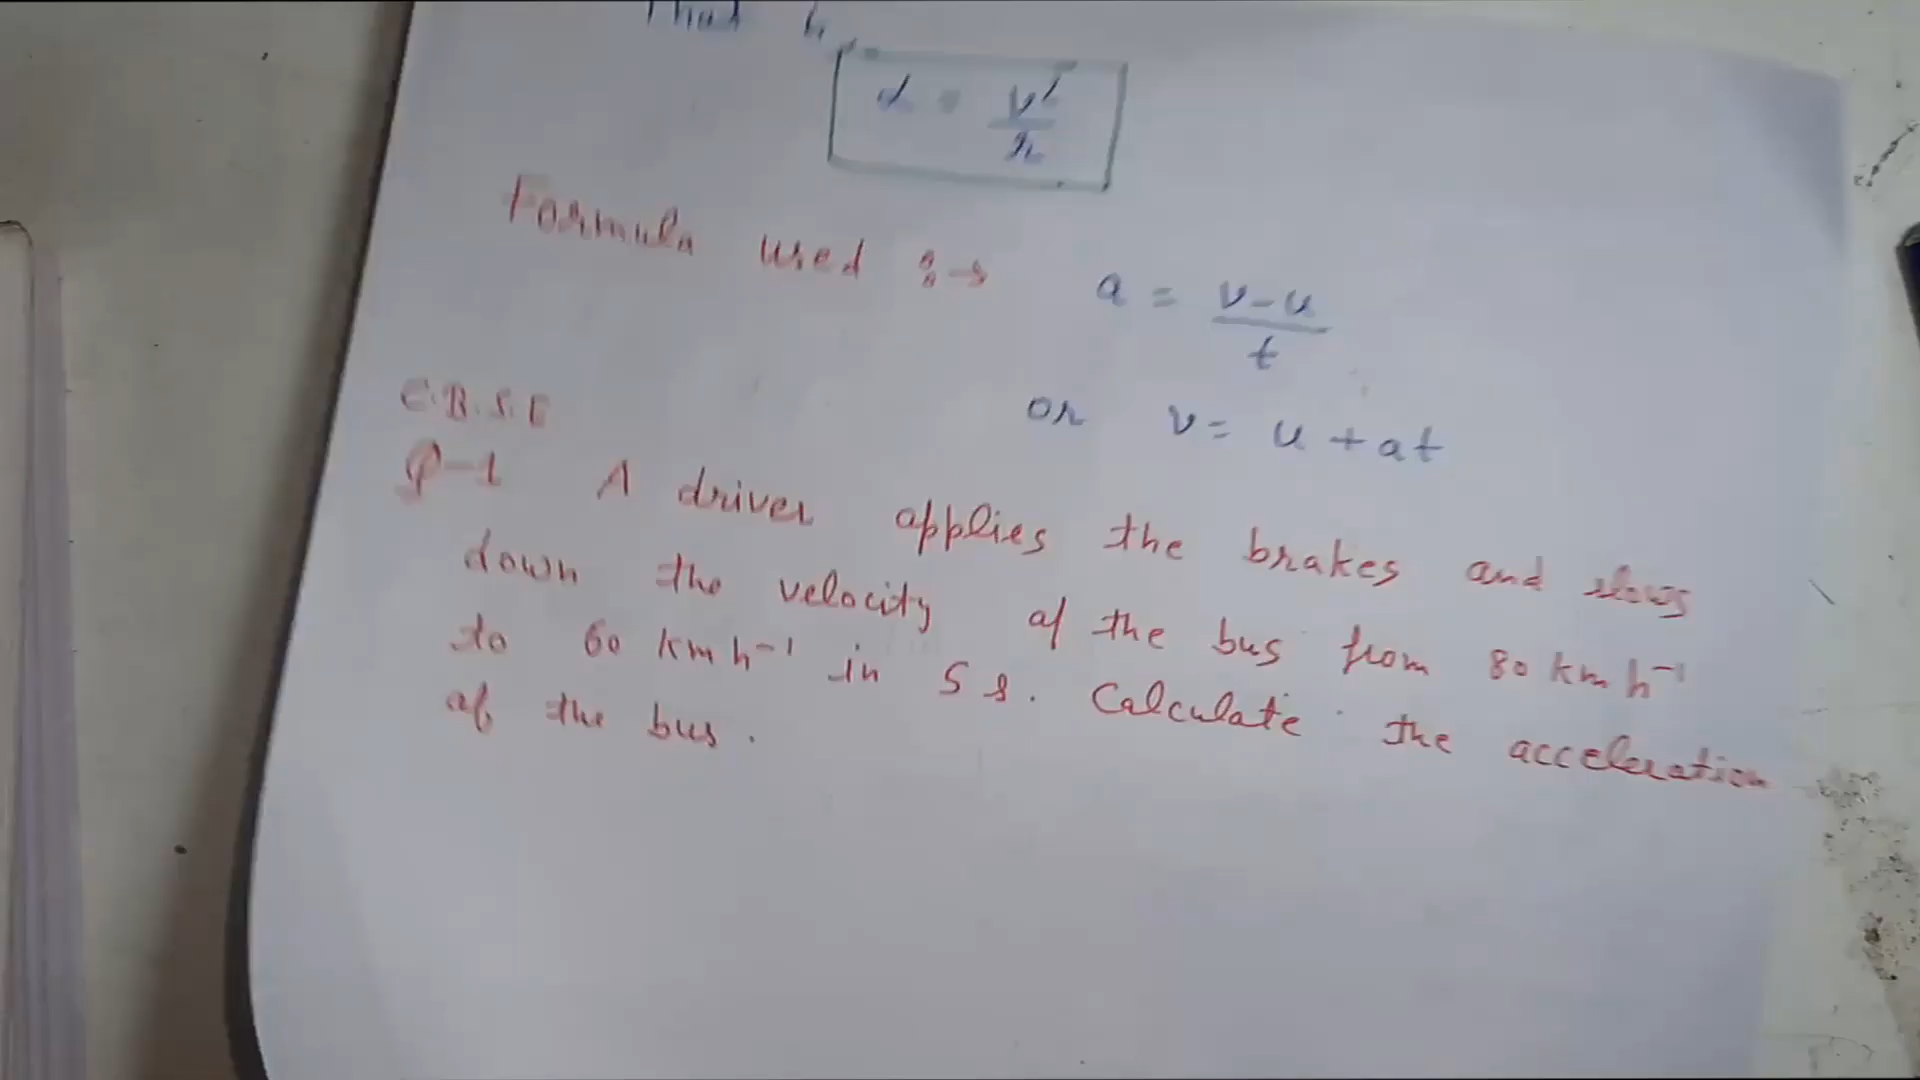 d = v²/r
Formula used :→ a = v-u/t
or v = u + at
C.B.S.E
Q-1 A driver applies the brakes and slows
down the velocity of the bus from 80 km h⁻¹
to 60 km h⁻¹ in 5 s. Calculate the acceleration
of the bus.